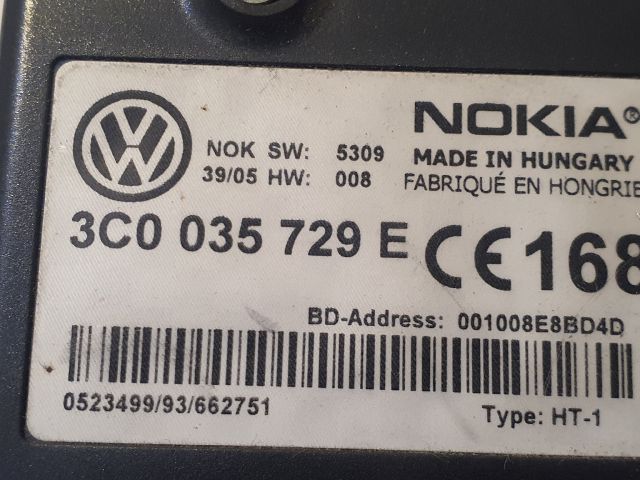 NOKIA®
NOK SW: 5309
39/05 HW: 008
MADE IN HUNGARY
FABRIQUÉ EN HONGRIE
3C0 035 729 E
CE168
BD-Address: 001008E8BD4D
0523499/93/662751
Type: HT-1